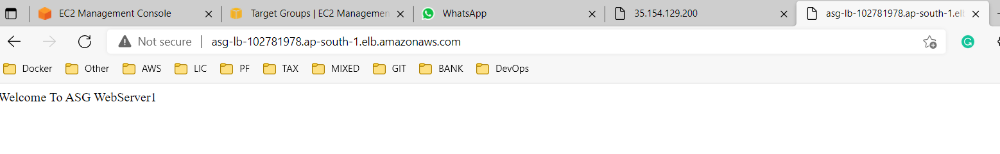 EC2 Management Console
Target Groups | EC2 Managemen
WhatsApp
35.154.129.200
asg-lb-102781978.ap-south-1.elb
Not secure | asg-lb-102781978.ap-south-1.elb.amazonaws.com
Docker Other AWS LIC PF TAX MIXED GIT BANK DevOps
Welcome To ASG WebServer1